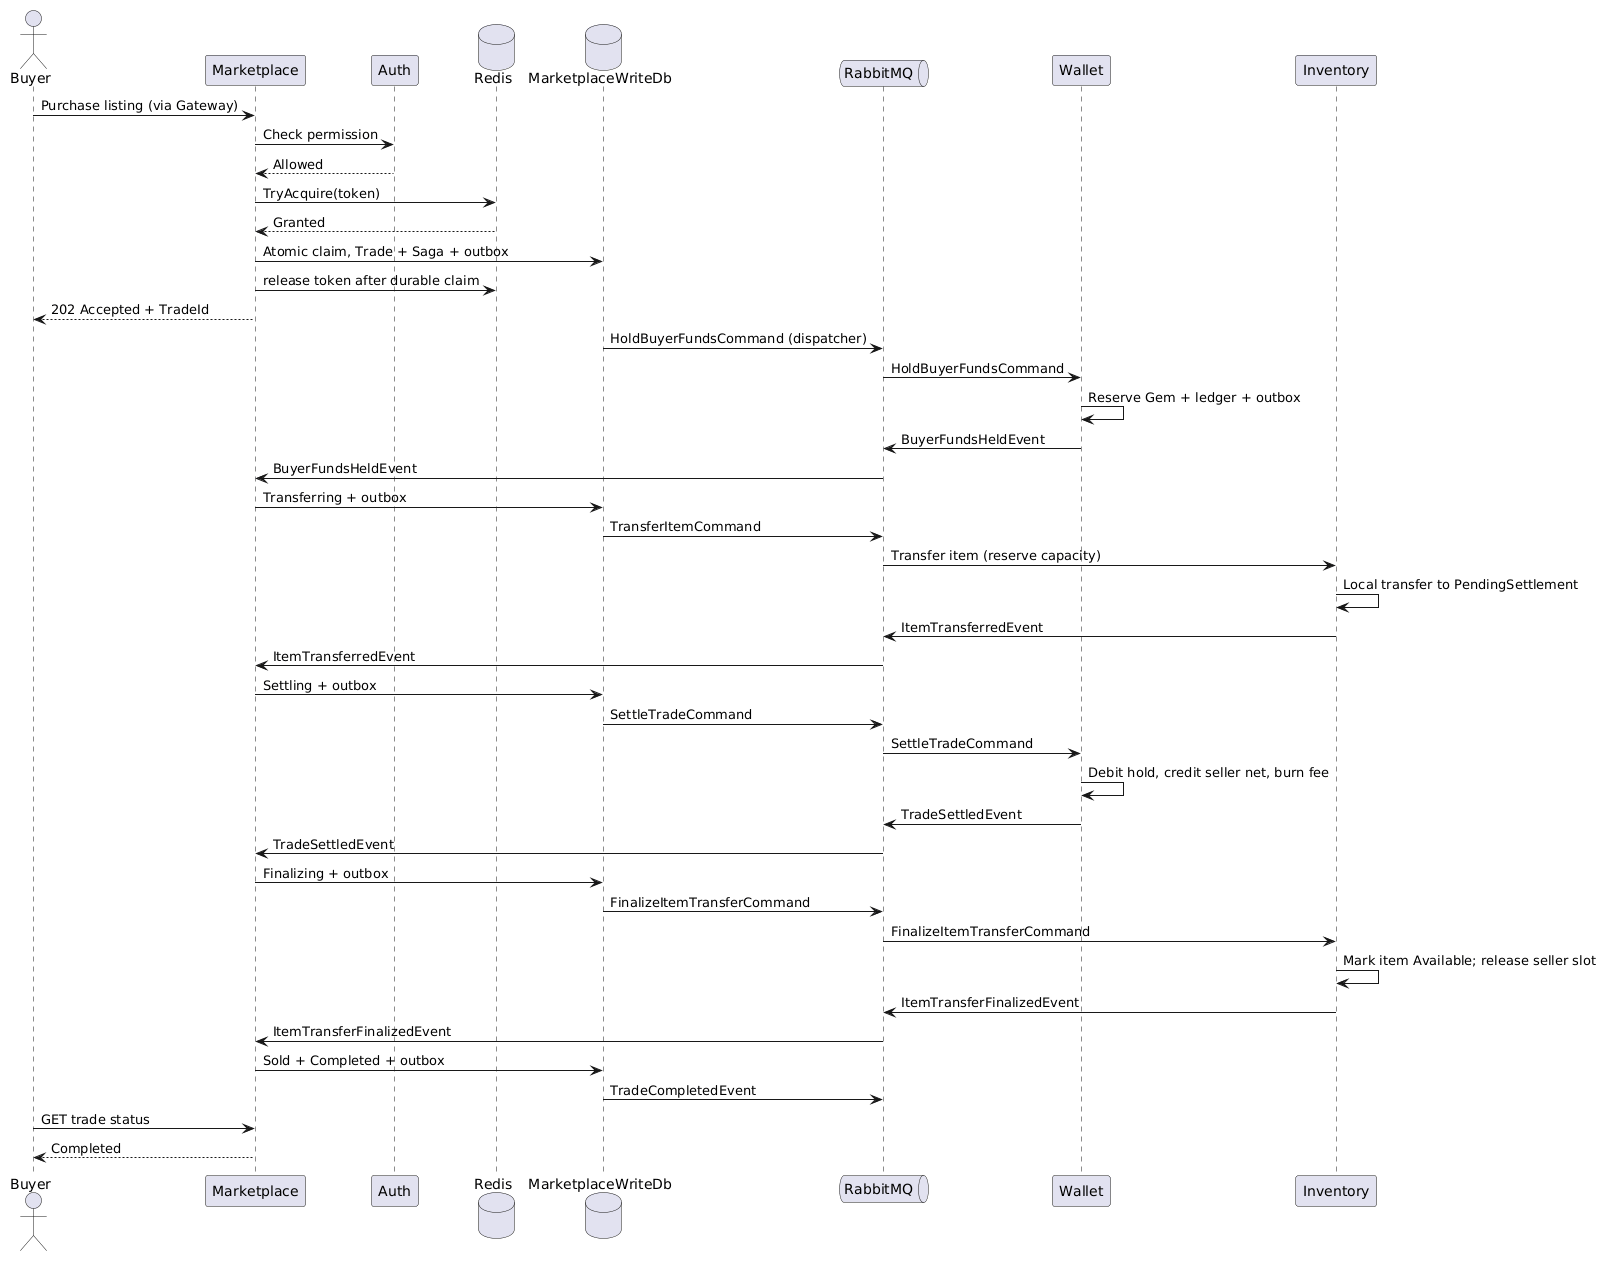 Buyer
Marketplace
Auth
Redis
MarketplaceWriteDb
RabbitMQ
Wallet
Inventory
Purchase listing (via Gateway)
Check permission
Allowed
TryAcquire(token)
Granted
Atomic claim, Trade + Saga + outbox
release token after durable claim
202 Accepted + TradeId
HoldBuyerFundsCommand (dispatcher)
HoldBuyerFundsCommand
Reserve Gem + ledger + outbox
BuyerFundsHeldEvent
BuyerFundsHeldEvent
Transferring + outbox
TransferItemCommand
Transfer item (reserve capacity)
Local transfer to PendingSettlement
ItemTransferredEvent
ItemTransferredEvent
Settling + outbox
SettleTradeCommand
SettleTradeCommand
Debit hold, credit seller net, burn fee
TradeSettledEvent
TradeSettledEvent
Finalizing + outbox
FinalizeItemTransferCommand
FinalizeItemTransferCommand
Mark item Available; release seller slot
ItemTransferFinalizedEvent
ItemTransferFinalizedEvent
Sold + Completed + outbox
TradeCompletedEvent
GET trade status
Completed
Buyer
Marketplace
Auth
Redis
MarketplaceWriteDb
RabbitMQ
Wallet
Inventory